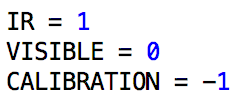 IR = 1
VISIBLE = 0
CALIBRATION = -1